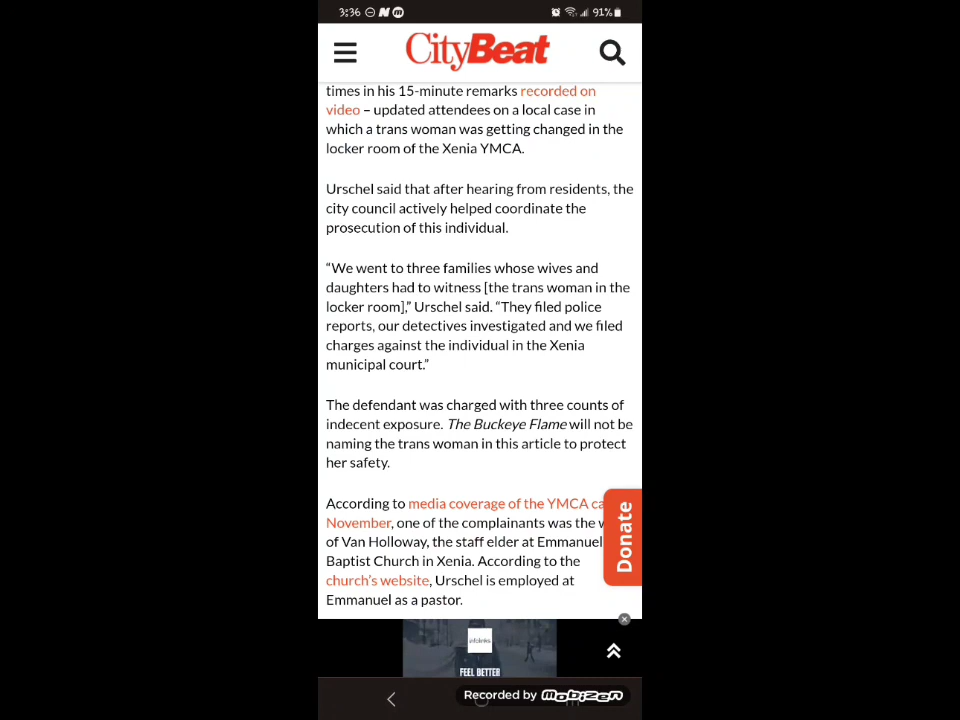 3:36
91%
CityBeat
times in his 15-minute remarks recorded on
video – updated attendees on a local case in
which a trans woman was getting changed in the
locker room of the Xenia YMCA.
Urschel said that after hearing from residents, the
city council actively helped coordinate the
prosecution of this individual.
“We went to three families whose wives and
daughters had to witness [the trans woman in the
locker room],” Urschel said. “They filed police
reports, our detectives investigated and we filed
charges against the individual in the Xenia
municipal court.”
The defendant was charged with three counts of
indecent exposure. The Buckeye Flame will not be
naming the trans woman in this article to protect
her safety.
According to media coverage of the YMCA ca
November, one of the complainants was the w
of Van Holloway, the staff elder at Emmanuel
Baptist Church in Xenia. According to the
church’s website, Urschel is employed at
Emmanuel as a pastor.
Donate
FEEL BETTER
Recorded by mobizen